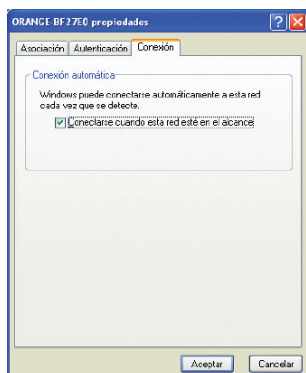 ORANGE-BF27E0 propiedades
Asociación Autenticación Conexión
Conexión automática
Windows puede conectarse automáticamente a esta red
cada vez que se detecte.
Conectarse cuando esta red esté en el alcance
Aceptar Cancelar